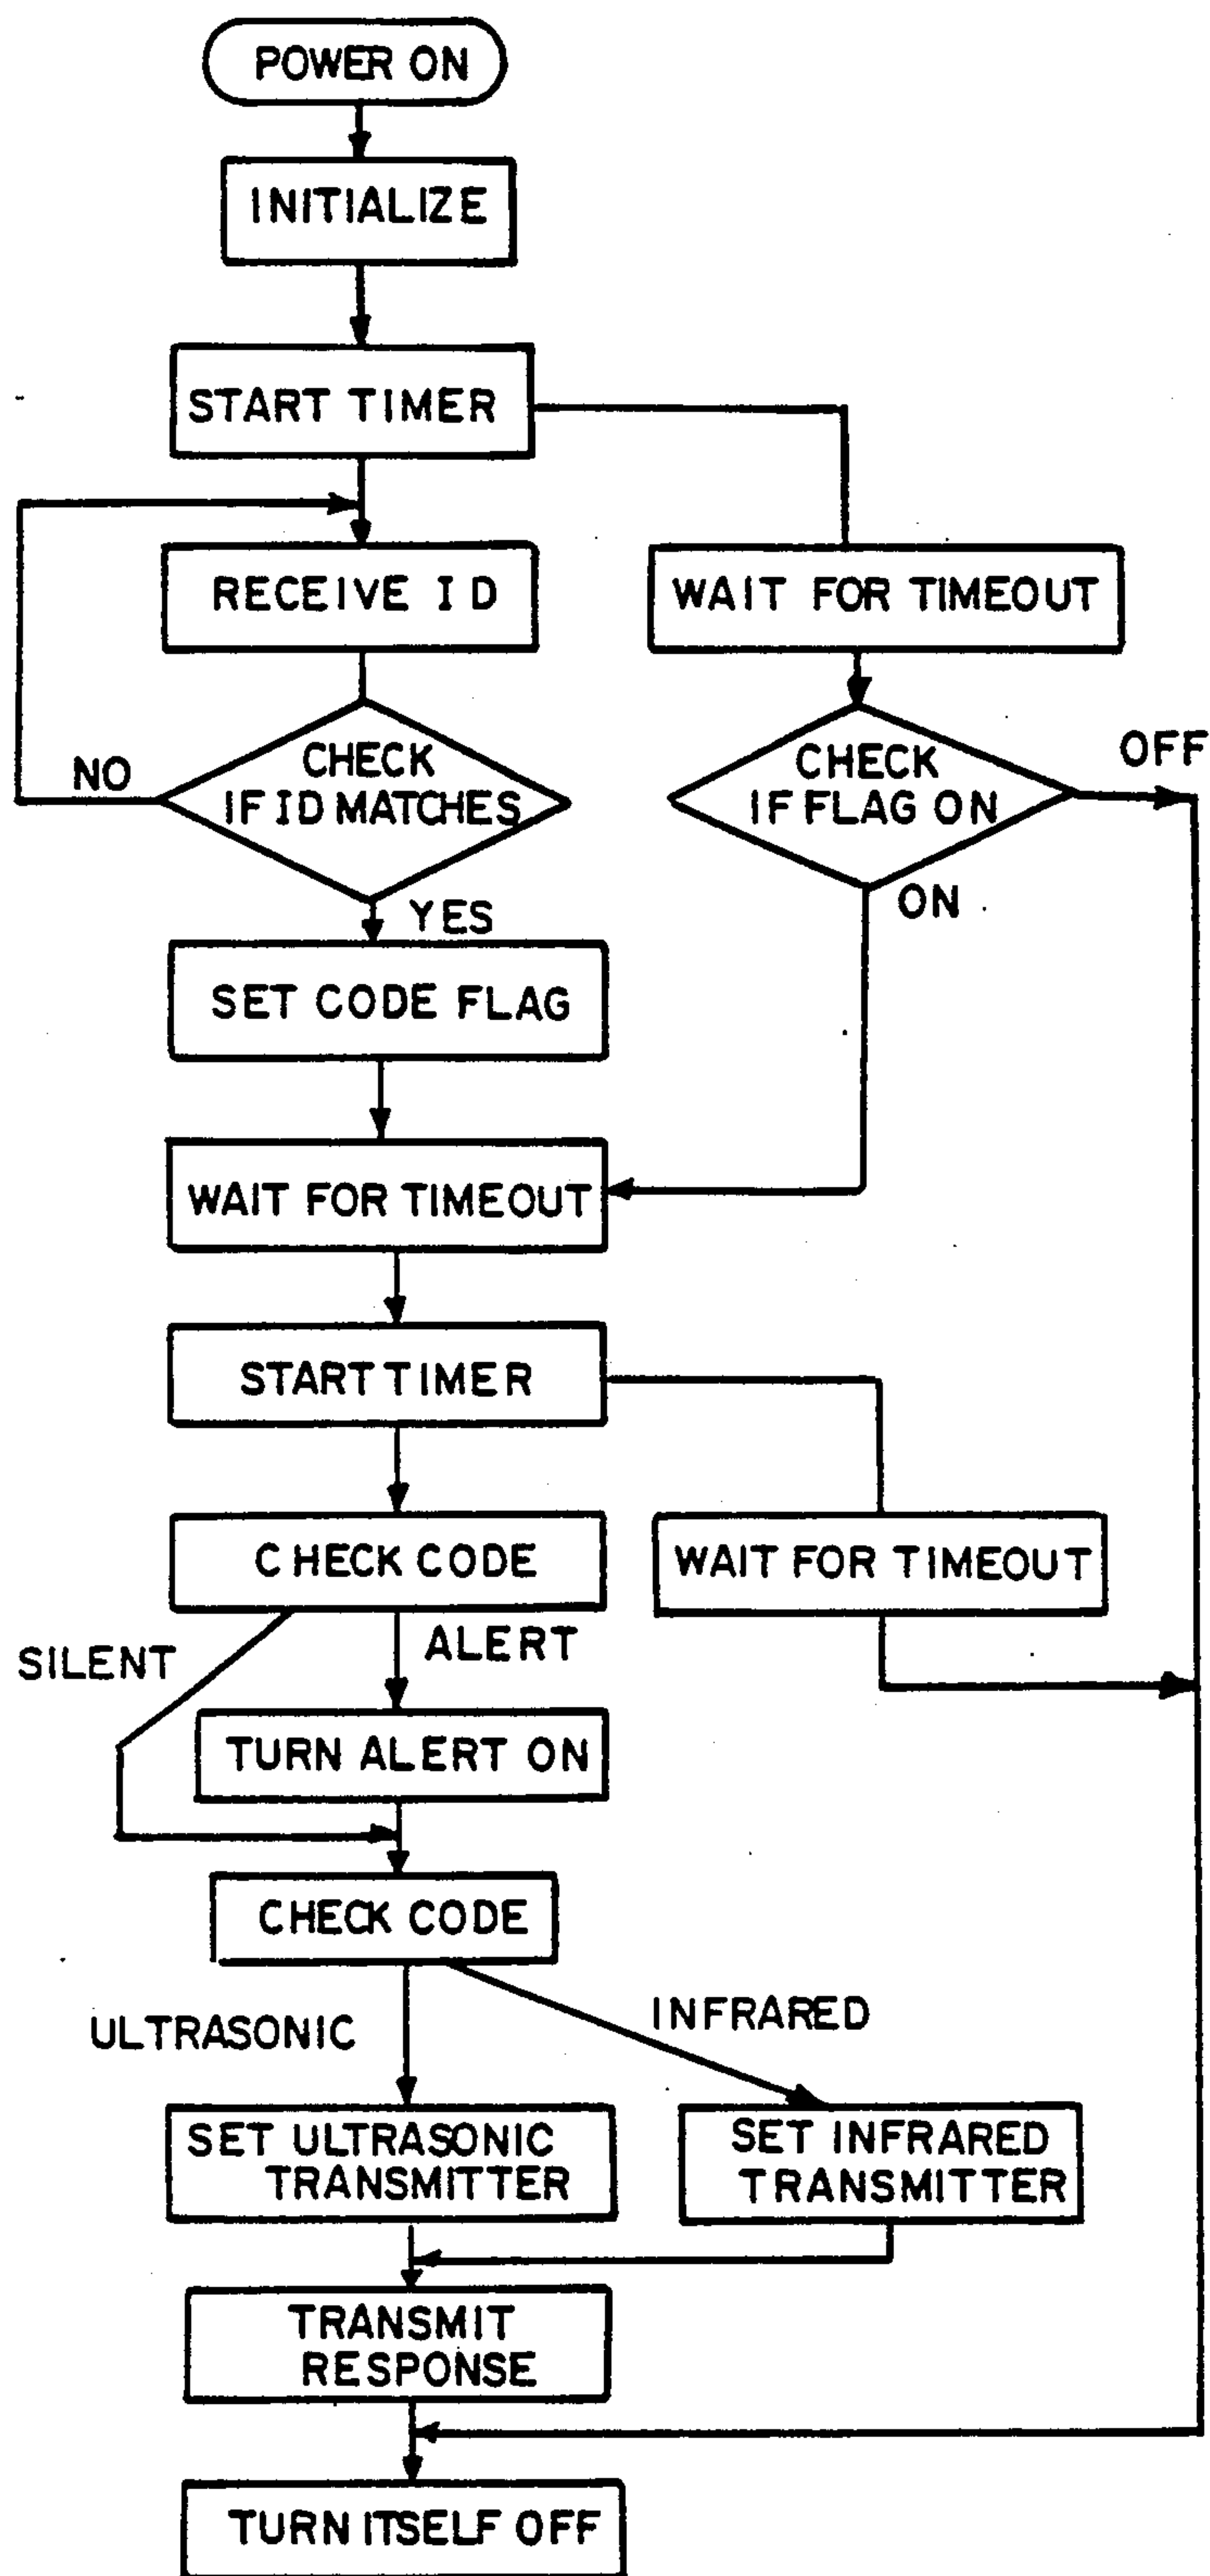 POWER ON
INITIALIZE
START TIMER
RECEIVE ID
WAIT FOR TIMEOUT
CHECK
IF ID MATCHES
NO
YES
CHECK
IF FLAG ON
OFF
ON
SET CODE FLAG
WAIT FOR TIMEOUT
START TIMER
CHECK CODE
WAIT FOR TIMEOUT
SILENT
ALERT
TURN ALERT ON
CHECK CODE
ULTRASONIC
INFRARED
SET ULTRASONIC
TRANSMITTER
SET INFRARED
TRANSMITTER
TRANSMIT
RESPONSE
TURN ITSELF OFF